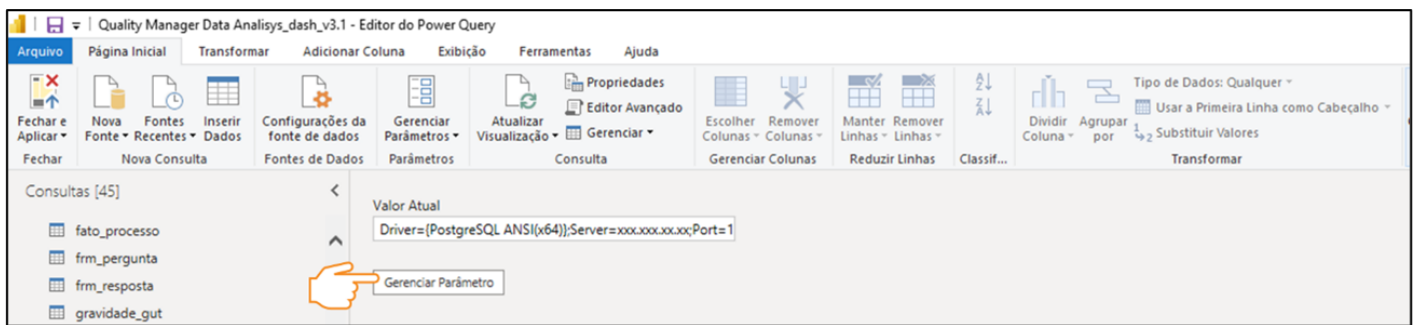 Quality Manager Data Analisys_dash_v3.1 - Editor do Power Query
Arquivo Página Inicial Transformar Adicionar Coluna Exibição Ferramentas Ajuda
Fechar e Aplicar
Nova Fonte
Fontes Recentes
Inserir Dados
Configurações da fonte de dados
Gerenciar Parâmetros
Atualizar Visualização
Propriedades
Editor Avançado
Gerenciar
Escolher Colunas
Remover Colunas
Manter Linhas
Remover Linhas
Dividir Coluna
Agrupar por
Tipo de Dados: Qualquer
Usar a Primeira Linha como Cabeçalho
Substituir Valores
Fechar Nova Consulta Fontes de Dados Parâmetros Consulta Gerenciar Colunas Reduzir Linhas Classif... Transformar
Consultas [45]
fato_processo
frm_pergunta
frm_resposta
gravidade_gut
Valor Atual
Driver={PostgreSQL ANSI(x64)};Server=xxx.xxx.xx.xx;Port=1
Gerenciar Parâmetro